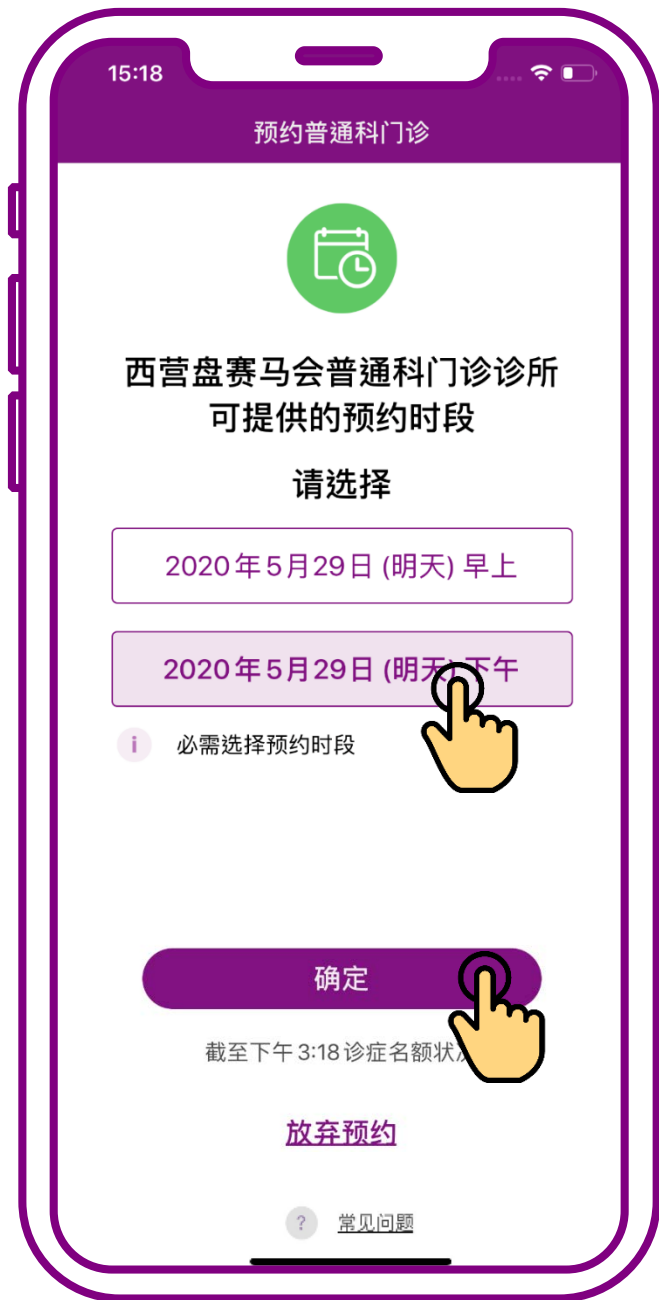 15:18
预约普通科门诊
西营盘赛马会普通科门诊诊所
可提供的预约时段
请选择
2020年5月29日 (明天) 早上
2020年5月29日 (明天) 下午
i 必需选择预约时段
确定
截至下午3:18诊症名额状
放弃预约
? 常见问题